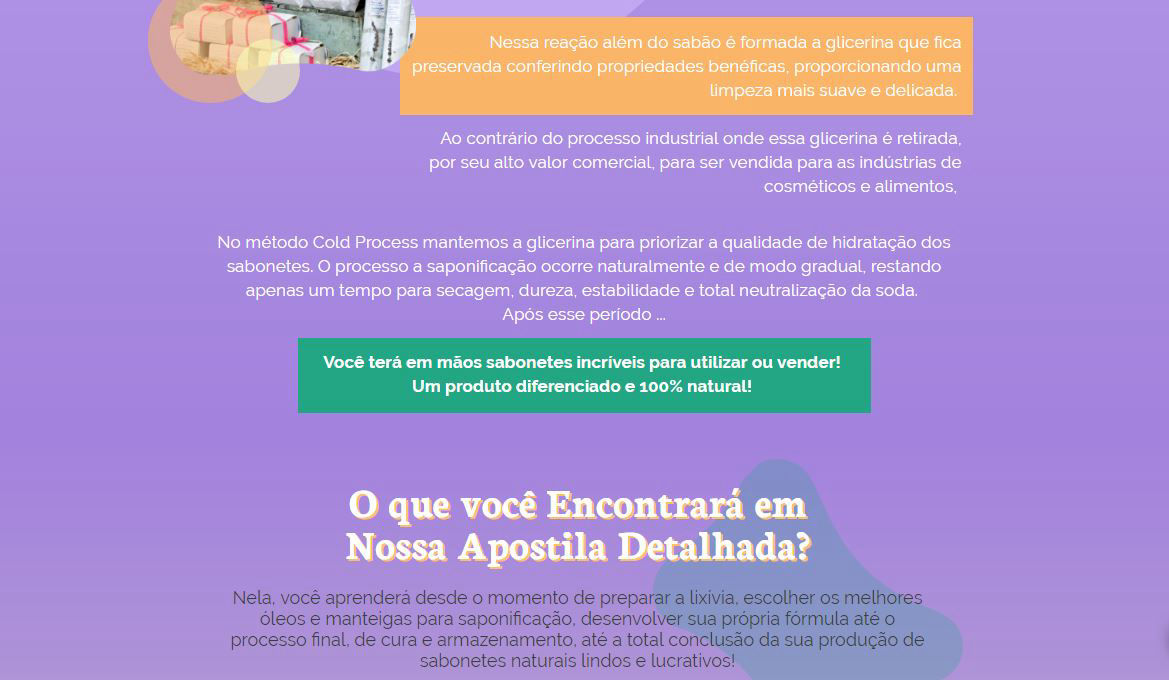 Nessa reação além do sabão é formada a glicerina que fica
preservada conferindo propriedades benéficas, proporcionando uma
limpeza mais suave e delicada.
Ao contrário do processo industrial onde essa glicerina é retirada,
por seu alto valor comercial, para ser vendida para as indústrias de
cosméticos e alimentos,
No método Cold Process mantemos a glicerina para priorizar a qualidade de hidratação dos
sabonetes. O processo a saponificação ocorre naturalmente e de modo gradual, restando
apenas um tempo para secagem, dureza, estabilidade e total neutralização da soda.
Após esse período ...
Você terá em mãos sabonetes incríveis para utilizar ou vender!
Um produto diferenciado e 100% natural!
O que você Encontrará em
Nossa Apostila Detalhada?
Nela, você aprenderá desde o momento de preparar a lixívia, escolher os melhores
óleos e manteigas para saponificação, desenvolver sua própria fórmula até o
processo final, de cura e armazenamento, até a total conclusão da sua produção de
sabonetes naturais lindos e lucrativos!